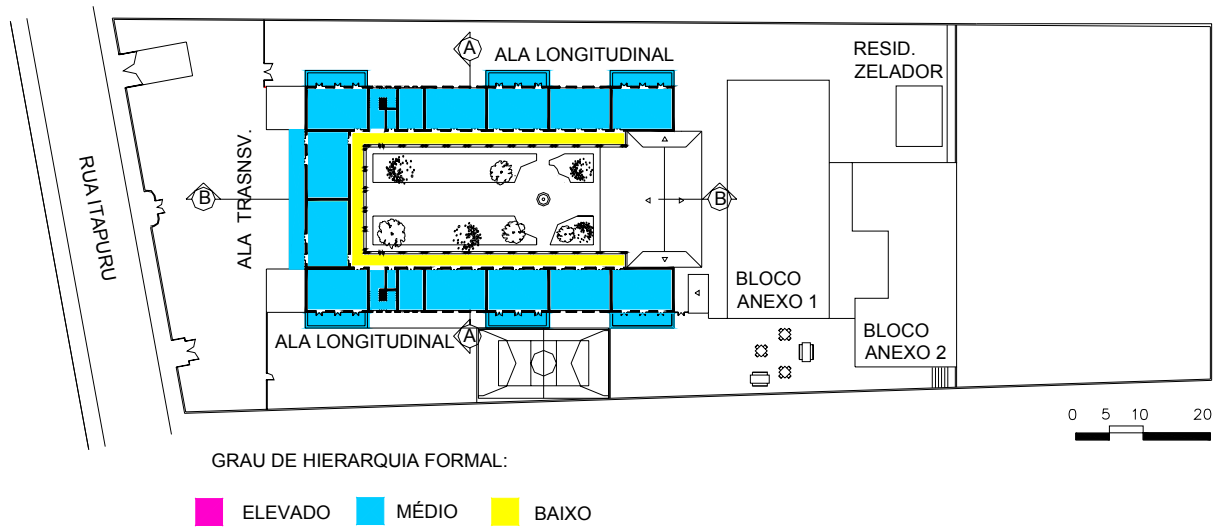 A
ALA LONGITUDINAL
RESID.
ZELADOR
RUA ITAPURU
B
ALA TRASNSV.
B
BLOCO
ANEXO 1
BLOCO
ANEXO 2
ALA LONGITUDINAL
A
0 5 10 20
GRAU DE HIERARQUIA FORMAL:
ELEVADO MÉDIO BAIXO